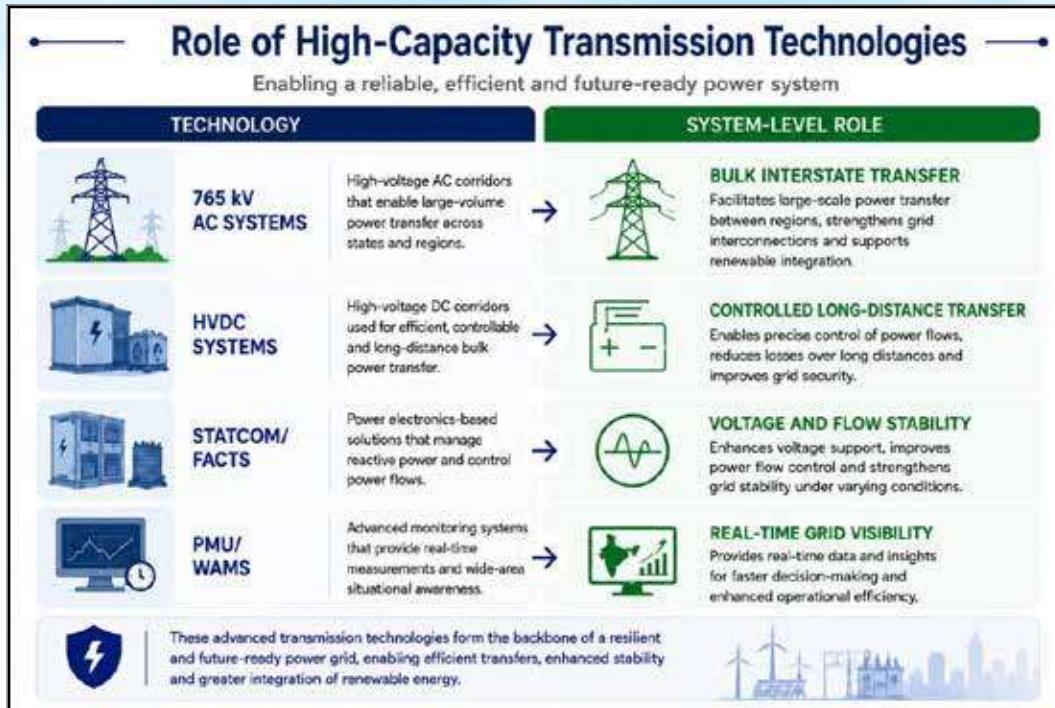 Role of High-Capacity Transmission Technologies
Enabling a reliable, efficient and future-ready power system
TECHNOLOGY
SYSTEM-LEVEL ROLE
765 kV
AC SYSTEMS
High-voltage AC corridors
that enable large-volume
power transfer across
states and regions.
BULK INTERSTATE TRANSFER
Facilitates large-scale power transfer
between regions, strengthens grid
interconnections and supports
renewable integration.
HVDC
SYSTEMS
High-voltage DC corridors
used for efficient, controllable
and long-distance bulk
power transfer.
CONTROLLED LONG-DISTANCE TRANSFER
Enables precise control of power flows,
reduces losses over long distances and
improves grid security.
STATCOM/
FACTS
Power electronics-based
solutions that manage
reactive power and control
power flows.
VOLTAGE AND FLOW STABILITY
Enhances voltage support, improves
power flow control and strengthens
grid stability under varying conditions.
PMU/
WAMS
Advanced monitoring systems
that provide real-time
measurements and wide-area
situational awareness.
REAL-TIME GRID VISIBILITY
Provides real-time data and insights
for faster decision-making and
enhanced operational efficiency.
These advanced transmission technologies form the backbone of a resilient
and future-ready power grid, enabling efficient transfers, enhanced stability
and greater integration of renewable energy.